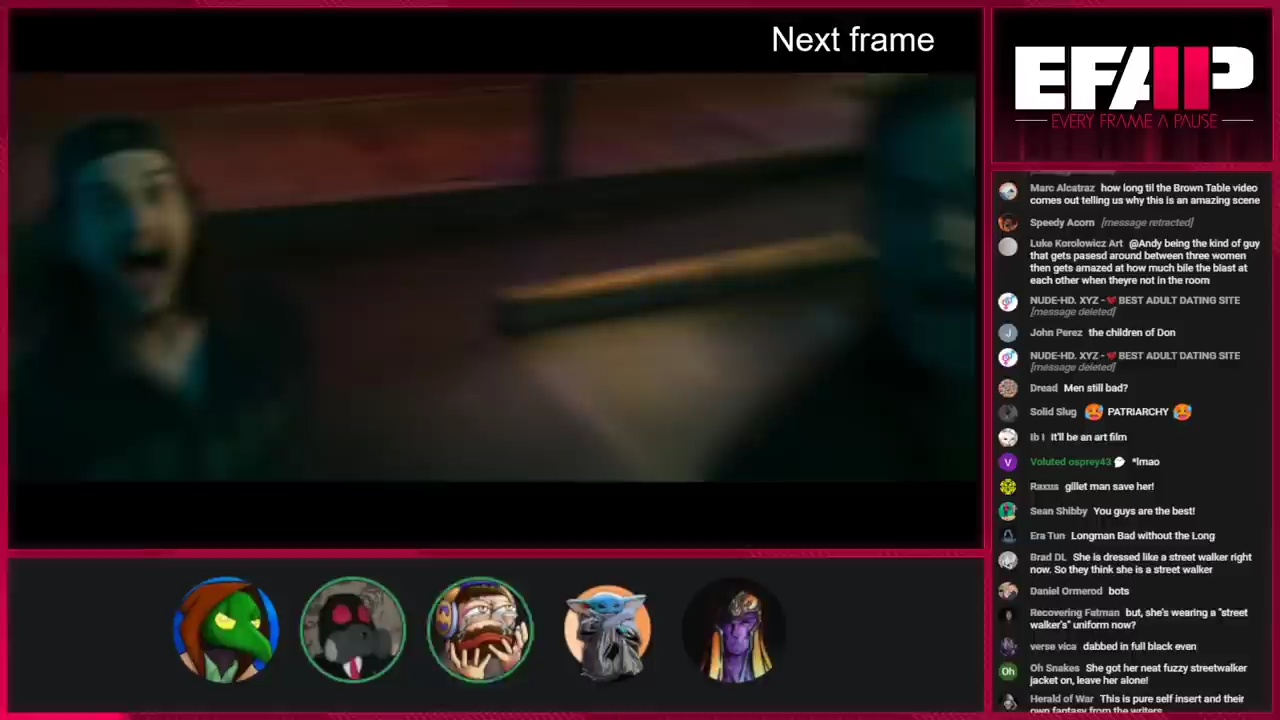 Next frame
EFAP
EVERY FRAME A PAUSE
Marc Alcatraz how long til the Brown Table video
comes out telling us why this is an amazing scene
Speedy Acorn [message retracted]
Luke Korolowicz Art @Andy being the kind of guy
that gets pasesd around between three women
then gets amazed at how much bile the blast at
each other when theyre not in the room
NUDE-HD. XYZ - ❤ BEST ADULT DATING SITE
[message deleted]
John Perez the children of Don
NUDE-HD. XYZ - ❤ BEST ADULT DATING SITE
[message deleted]
Dread Men still bad?
Solid Slug 🥵 PATRIARCHY 🥵
Ib I It'll be an art film
Voluted osprey43 *lmao
Raxus gillet man save her!
Sean Shibby You guys are the best!
Era Tun Longman Bad without the Long
Brad DL She is dressed like a street walker right
now. So they think she is a street walker
Daniel Ormerod bots
Recovering Fatman but, she's wearing a "street
walker's" uniform now?
verse vica dabbed in full black even
Oh Snakes She got her neat fuzzy streetwalker
jacket on, leave her alone!
Herald of War This is pure self insert and their
own fantasy from the writers